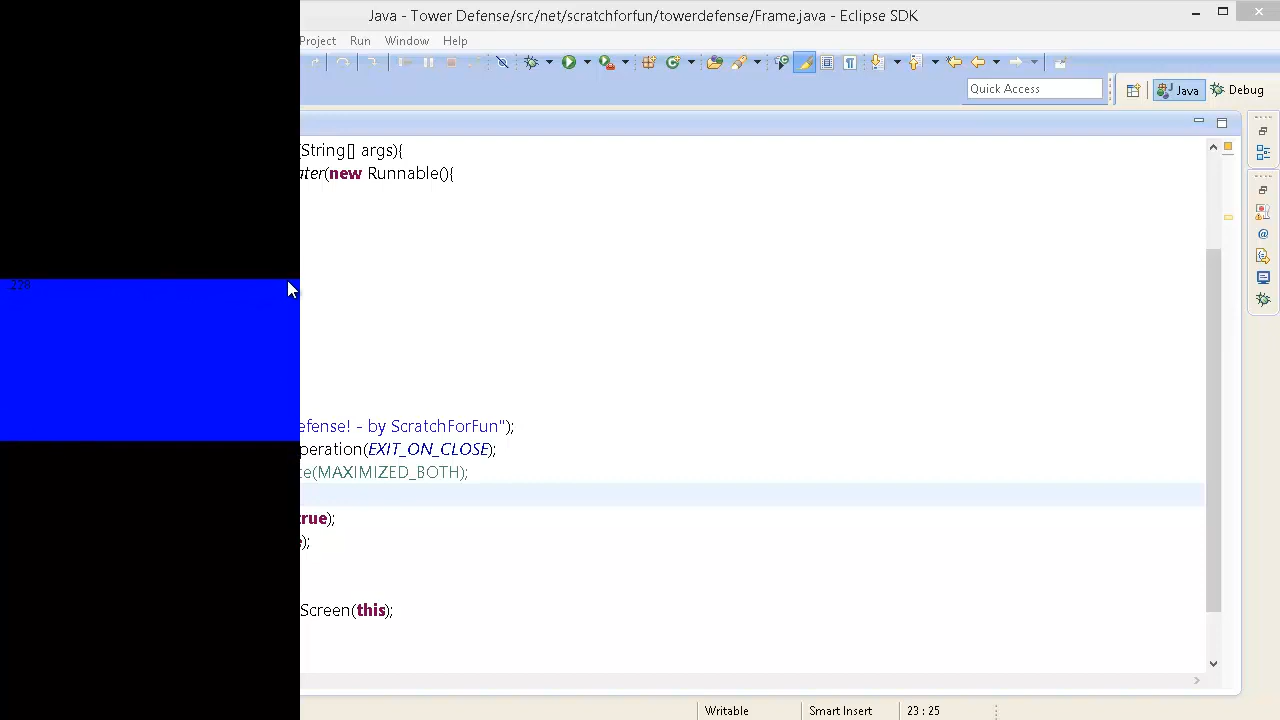 Java - Tower Defense/src/net/scratchforfun/towerdefense/Frame.java - Eclipse SDK
Project Run Window Help
Quick Access
Java
Debug
(String[] args){
ater(new Runnable(){
228
efense! - by ScratchForFun");
peration(EXIT_ON_CLOSE);
te(MAXIMIZED_BOTH);
true);
e);
Screen(this);
Writable
Smart Insert
23 : 25